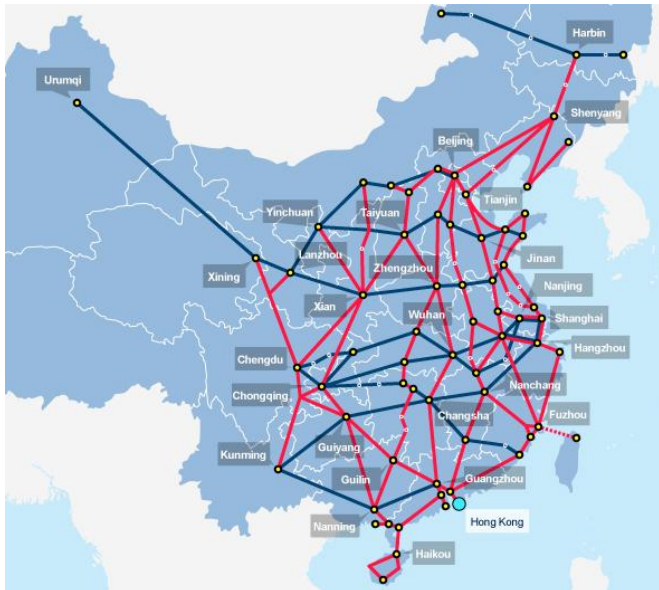 Harbin
Urumqi
Shenyang
Beijing
Tianjin
Yinchuan
Taiyuan
Lanzhou
Jinan
Xining
Zhengzhou
Nanjing
Xian
Wuhan
Shanghai
Hangzhou
Chengdu
Nanchang
Chongqing
Changsha
Fuzhou
Kunming
Guiyang
Guilin
Guangzhou
Nanning
Hong Kong
Haikou